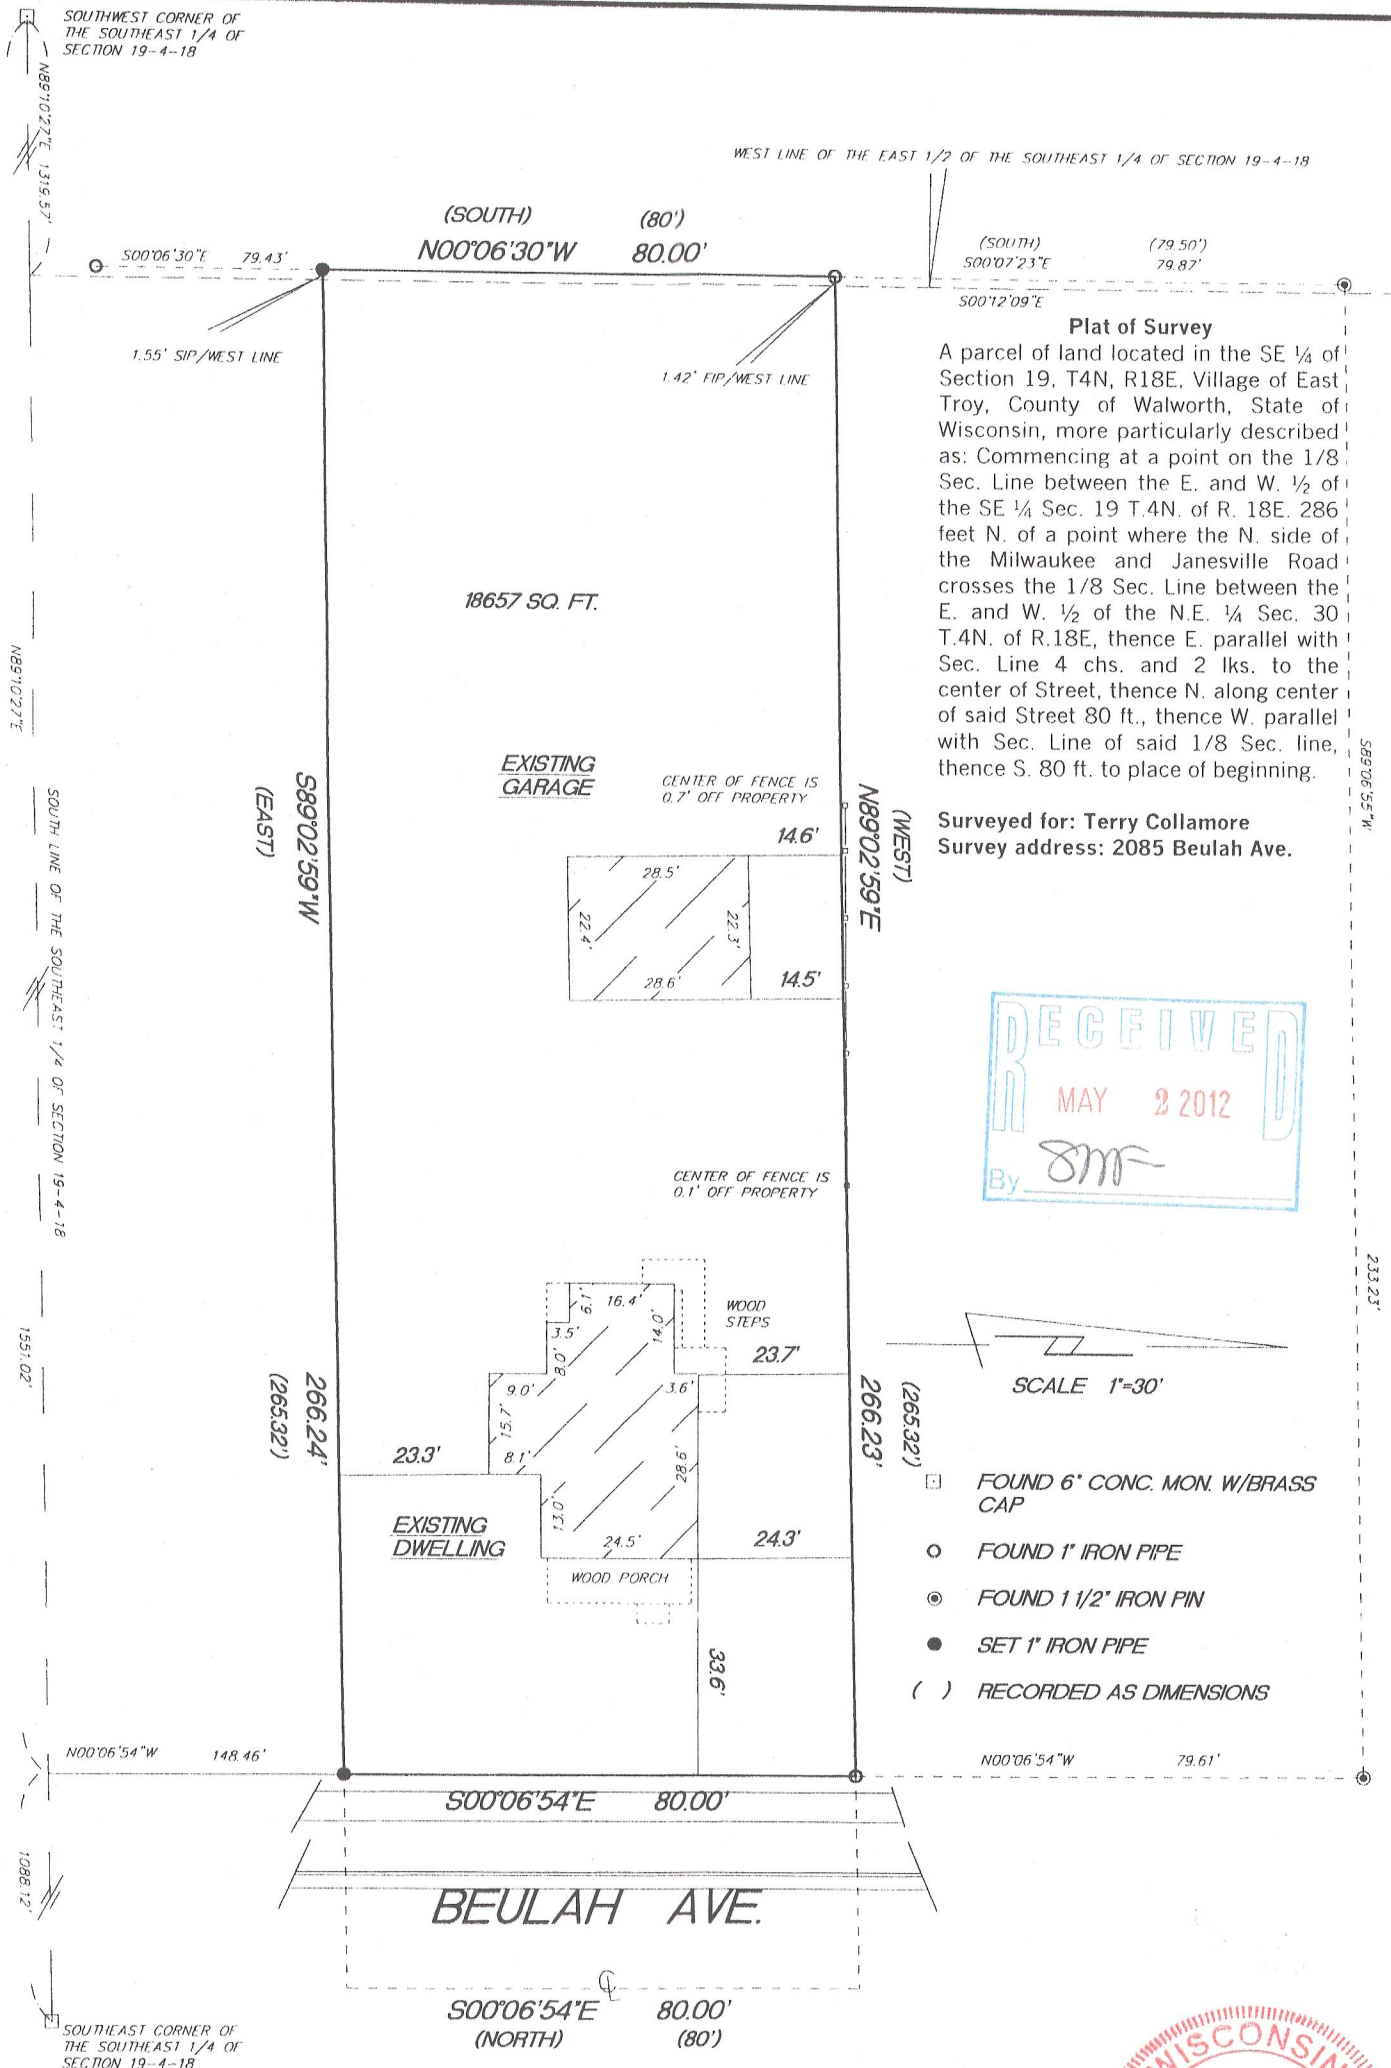 SOUTHWEST CORNER OF
THE SOUTHEAST 1/4 OF
SECTION 19-4-18
N89°10'27"E 1319.57'
WEST LINE OF THE EAST 1/2 OF THE SOUTHEAST 1/4 OF SECTION 19-4-18
(SOUTH) (80')
N00°06'30"W 80.00'
S00°06'30"E 79.43'
(SOUTH) (79.50')
S00°07'23"E 79.87'
S00°12'09"E
1.55' SIP/WEST LINE
1.42' FIP/WEST LINE
Plat of Survey
A parcel of land located in the SE ¼ of
Section 19, T4N, R18E, Village of East
Troy, County of Walworth, State of
Wisconsin, more particularly described
as: Commencing at a point on the 1/8
Sec. Line between the E. and W. ½ of
the SE ¼ Sec. 19 T.4N. of R. 18E. 286
feet N. of a point where the N. side of
the Milwaukee and Janesville Road
crosses the 1/8 Sec. Line between the
E. and W. ½ of the N.E. ¼ Sec. 30
T.4N. of R.18E, thence E. parallel with
Sec. Line 4 chs. and 2 lks. to the
center of Street, thence N. along center
of said Street 80 ft., thence W. parallel
with Sec. Line of said 1/8 Sec. line,
thence S. 80 ft. to place of beginning.
Surveyed for: Terry Collamore
Survey address: 2085 Beulah Ave.
18657 SQ. FT.
N89°10'27"E
SOUTH LINE OF THE SOUTHEAST 1/4 OF SECTION 19-4-18
1551.02'
S89°02'59"W
(EAST)
EXISTING
GARAGE
CENTER OF FENCE IS
0.7' OFF PROPERTY
14.6'
28.5'
22.4'
22.3'
28.6'
14.5'
N89°02'59"E
(WEST)
S89°06'55"W
233.23'
RECEIVED
MAY 2 2012
By SMF
CENTER OF FENCE IS
0.1' OFF PROPERTY
6.1'
16.4'
14.0'
WOOD
STEPS
3.5'
8.0'
23.7'
9.0'
3.6'
15.7'
8.1'
28.6'
23.3'
13.0'
24.5'
24.3'
EXISTING
DWELLING
WOOD PORCH
33.6'
266.24'
(265.32')
266.23'
(265.32')
SCALE 1"=30'
FOUND 6" CONC. MON. W/BRASS
CAP
FOUND 1" IRON PIPE
FOUND 1 1/2" IRON PIN
SET 1" IRON PIPE
( ) RECORDED AS DIMENSIONS
N00°06'54"W 148.46'
N00°06'54"W 79.61'
S00°06'54"E 80.00'
1088.12'
BEULAH AVE.
S00°06'54"E 80.00'
(NORTH) (80')
SOUTHEAST CORNER OF
THE SOUTHEAST 1/4 OF
SECTION 19-4-18
WISCONSIN